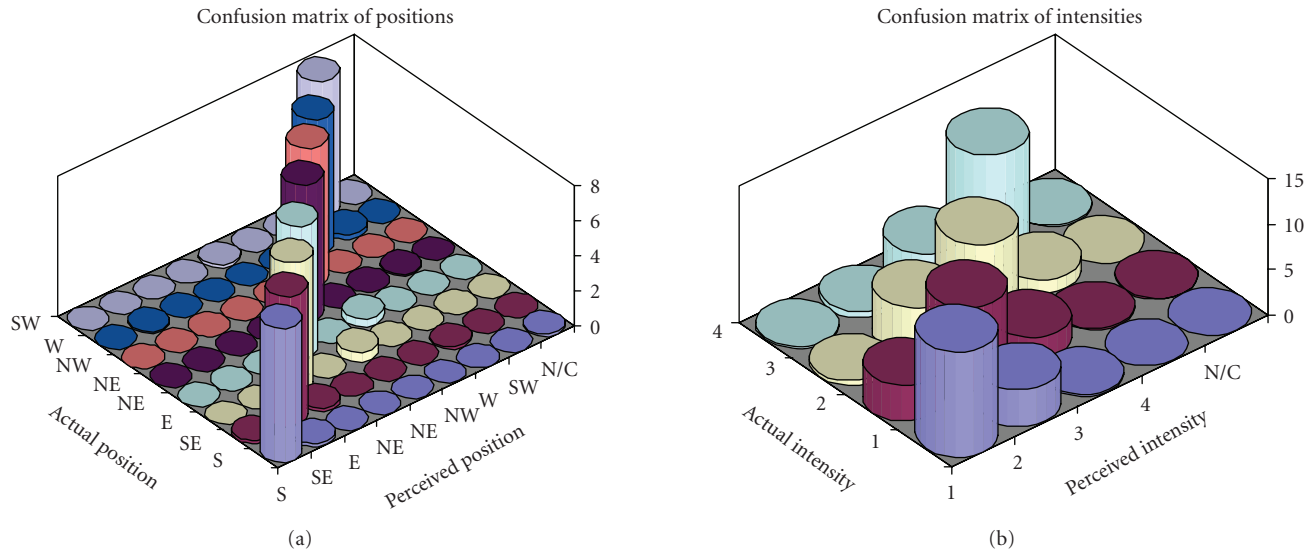 Confusion matrix of positions
8
6
4
2
0
SW
W
NW
NE
NE
E
SE
S
Actual position
S
SE
E
NE
NE
NW
W
SW
N/C
Perceived position
(a)
Confusion matrix of intensities
15
10
5
0
4
3
2
1
Actual intensity
1
2
3
4
N/C
Perceived intensity
(b)